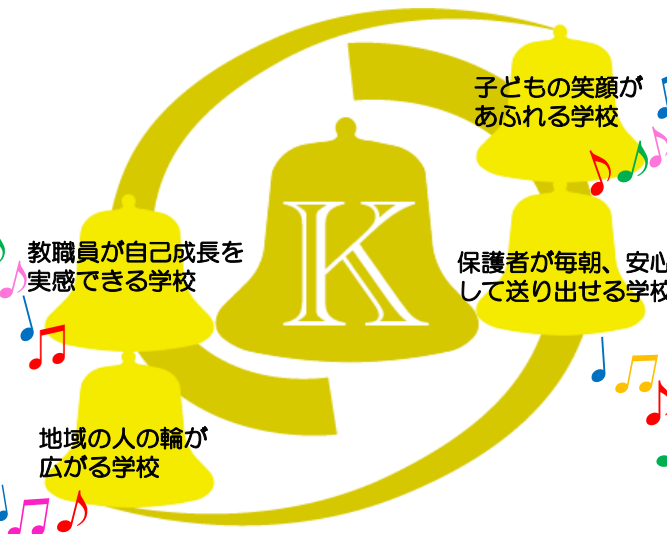 子どもの笑顔が
あふれる学校
教職員が自己成長を
実感できる学校
K
保護者が毎朝、安心
して送り出せる学校
地域の人の輪が
広がる学校